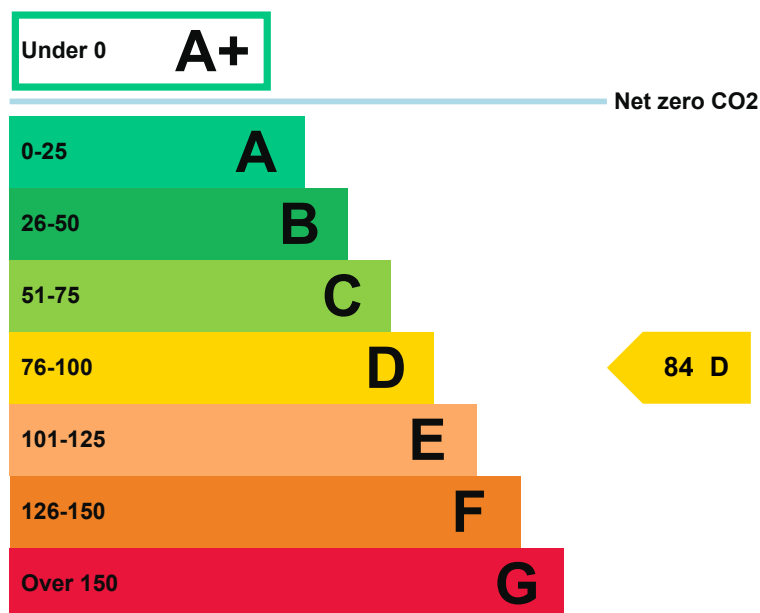 Under 0 A+
Net zero CO2
0-25 A
26-50 B
51-75 C
76-100 D
84 D
101-125 E
126-150 F
Over 150 G